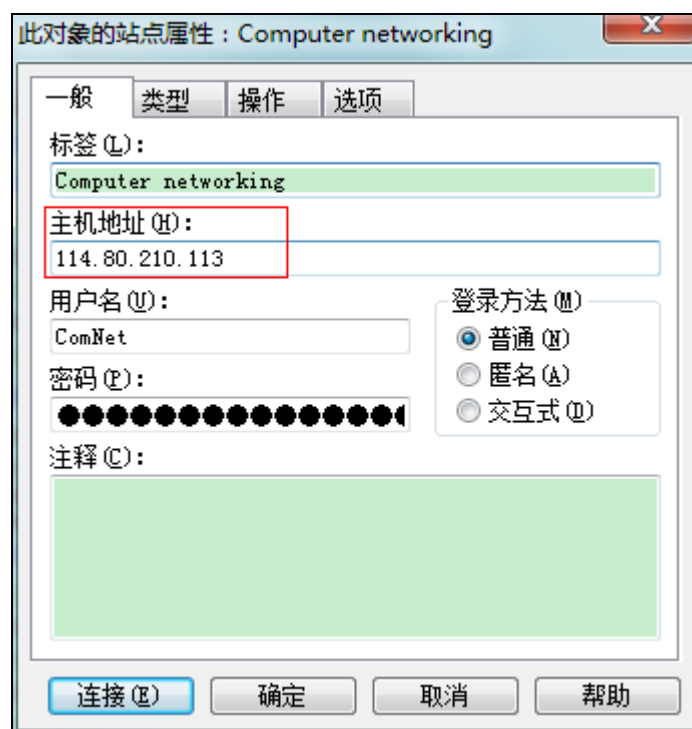 此对象的站点属性：Computer networking
一般 类型 操作 选项
标签(L)：
Computer networking
主机地址(H)：
114.80.210.113
用户名(U)：
ComNet
密码(P)：
登录方法(M)
普通(N)
匿名(A)
交互式(D)
注释(C)：
连接(E) 确定 取消 帮助